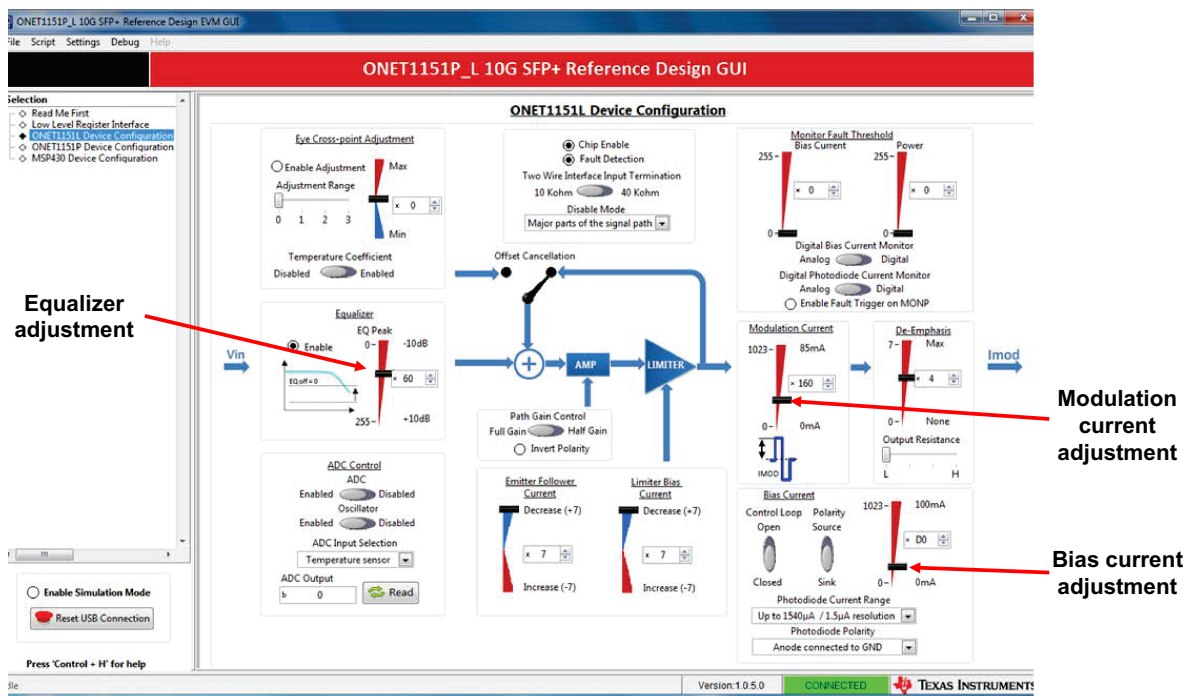 ONET1151P_L 10G SFP+ Reference Design EVM GUI
File Script Settings Debug Help
ONET1151P_L 10G SFP+ Reference Design GUI
Selection
Read Me First
Low Level Register Interface
ONET1151L Device Configuration
ONET1151P Device Configuration
MSP430 Device Configuration
ONET1151L Device Configuration
Eye Cross-point Adjustment
Enable Adjustment
Max
Adjustment Range
0 1 2 3
x 0
Min
Temperature Coefficient
Disabled Enabled
Chip Enable
Fault Detection
Two Wire Interface Input Termination
10 Kohm 40 Kohm
Disable Mode
Major parts of the signal path
Monitor Fault Threshold
Bias Current Power
255- 255-
x 0 x 0
0- 0-
Digital Bias Current Monitor
Analog Digital
Digital Photodiode Current Monitor
Analog Digital
Enable Fault Trigger on MONP
Offset Cancellation
Equalizer
adjustment
Vin
Equalizer
EQ Peak
Enable
0- -10dB
EQ.off = 0
x 60
255- +10dB
+
AMP
LIMITER
Path Gain Control
Full Gain Half Gain
Invert Polarity
Modulation Current
1023- 85mA
x 160
0- 0mA
IMOD
De-Emphasis
7- Max
x 4
0- None
Output Resistance
L H
Imod
Modulation
current
adjustment
ADC Control
ADC
Enabled Disabled
Oscillator
Enabled Disabled
ADC Input Selection
Temperature sensor
ADC Output
b 0
Read
Emitter Follower
Current
Decrease (+7)
x 7
Increase (-7)
Limiter Bias
Current
Decrease (+7)
x 7
Increase (-7)
Bias Current
Control Loop Polarity
Open Source
Closed Sink
1023- 100mA
x D0
0- 0mA
Photodiode Current Range
Up to 1540µA / 1.5µA resolution
Photodiode Polarity
Anode connected to GND
Bias current
adjustment
Enable Simulation Mode
Reset USB Connection
Press 'Control + H' for help
Version:1.0.5.0
CONNECTED
TEXAS INSTRUMENTS